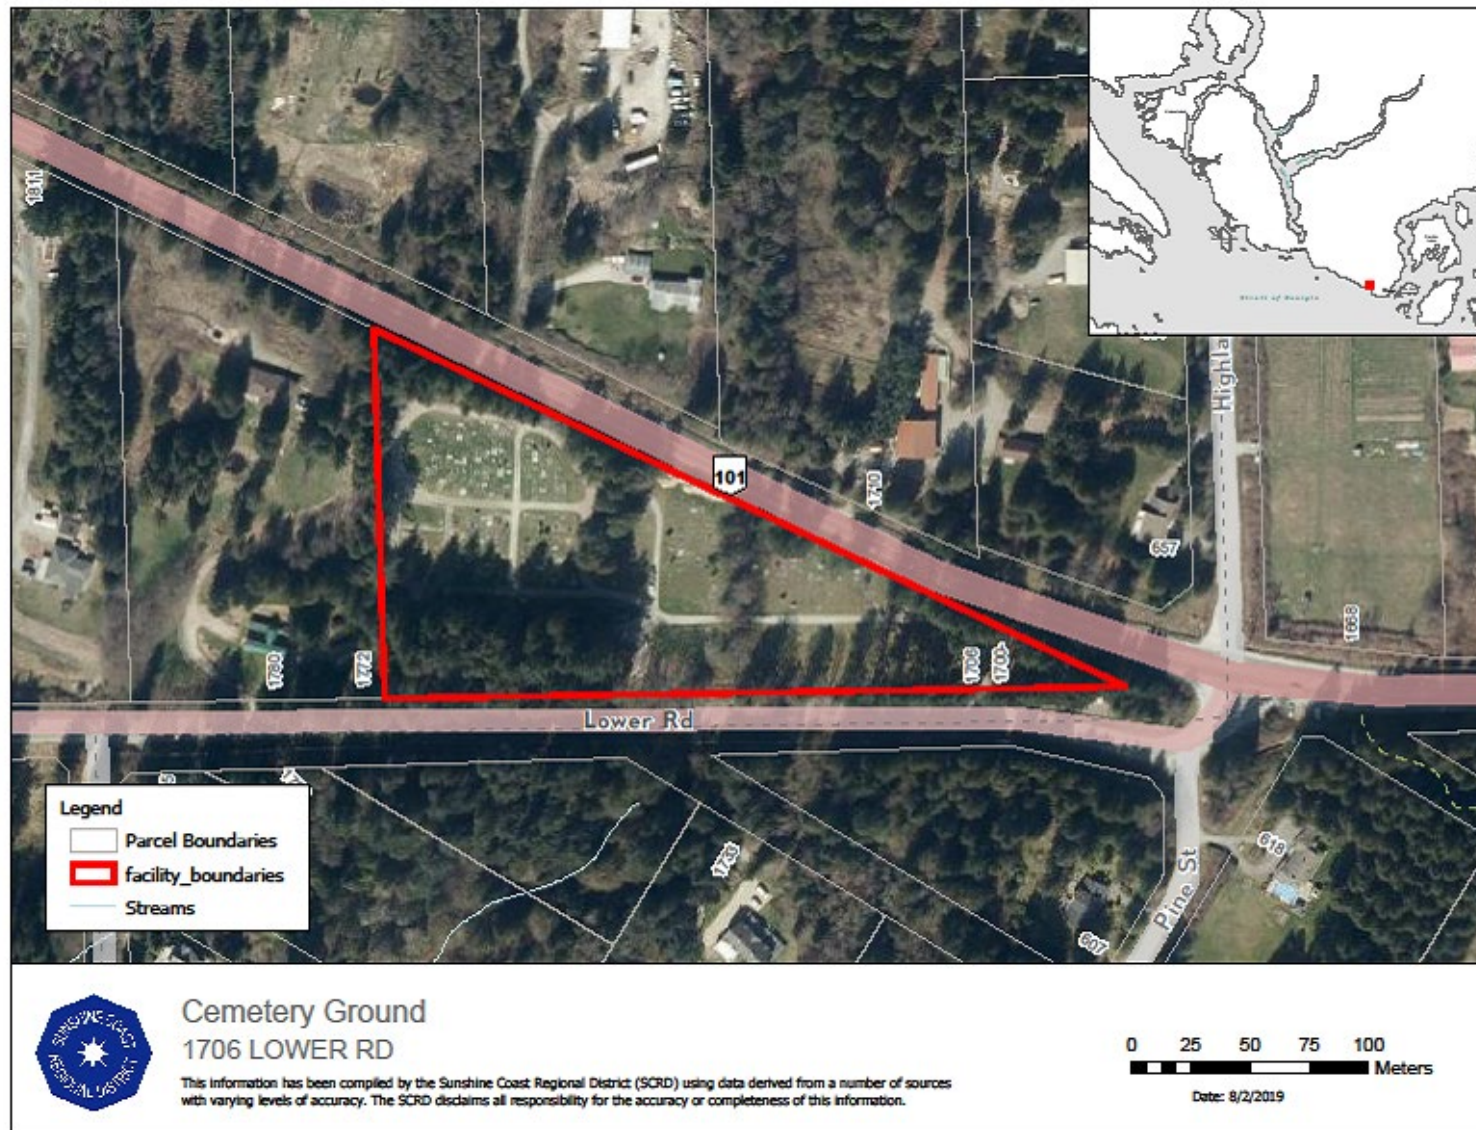 1811
Strait of Georgia
Highla
101
1710
657
1668
1780
1772
1706
1700-
Lower Rd
Legend
Parcel Boundaries
facility_boundaries
Streams
1733
618
Pine St
607
SUNSHINE COAST
REGIONAL DISTRICT
Cemetery Ground
1706 LOWER RD
This information has been compiled by the Sunshine Coast Regional District (SCRD) using data derived from a number of sources
with varying levels of accuracy. The SCRD disclaims all responsibility for the accuracy or completeness of this information.
0 25 50 75 100
Meters
Date: 8/2/2019